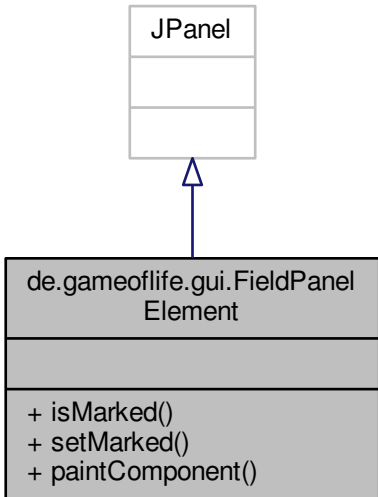 JPanel
de.gameoflife.gui.FieldPanel
Element
+ isMarked()
+ setMarked()
+ paintComponent()